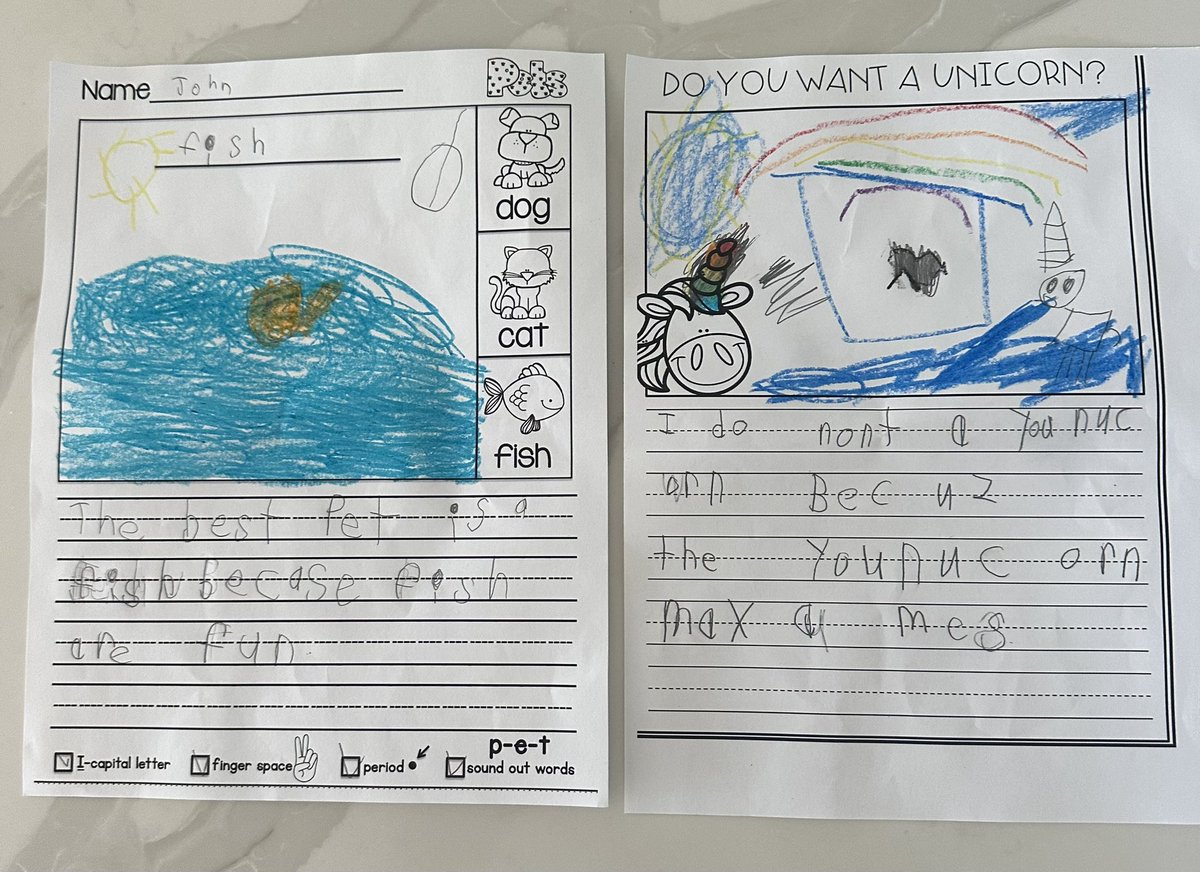 Name John
Pets
fish
dog
cat
fish
The best Pet is a
fish becase fish
are fun.
I-capital letter
finger space
period
p-e-t
sound out words
DO YOU WANT A UNICORN?
I do nont a Younuc
orn Becuz
the Younuc orn
max a mes